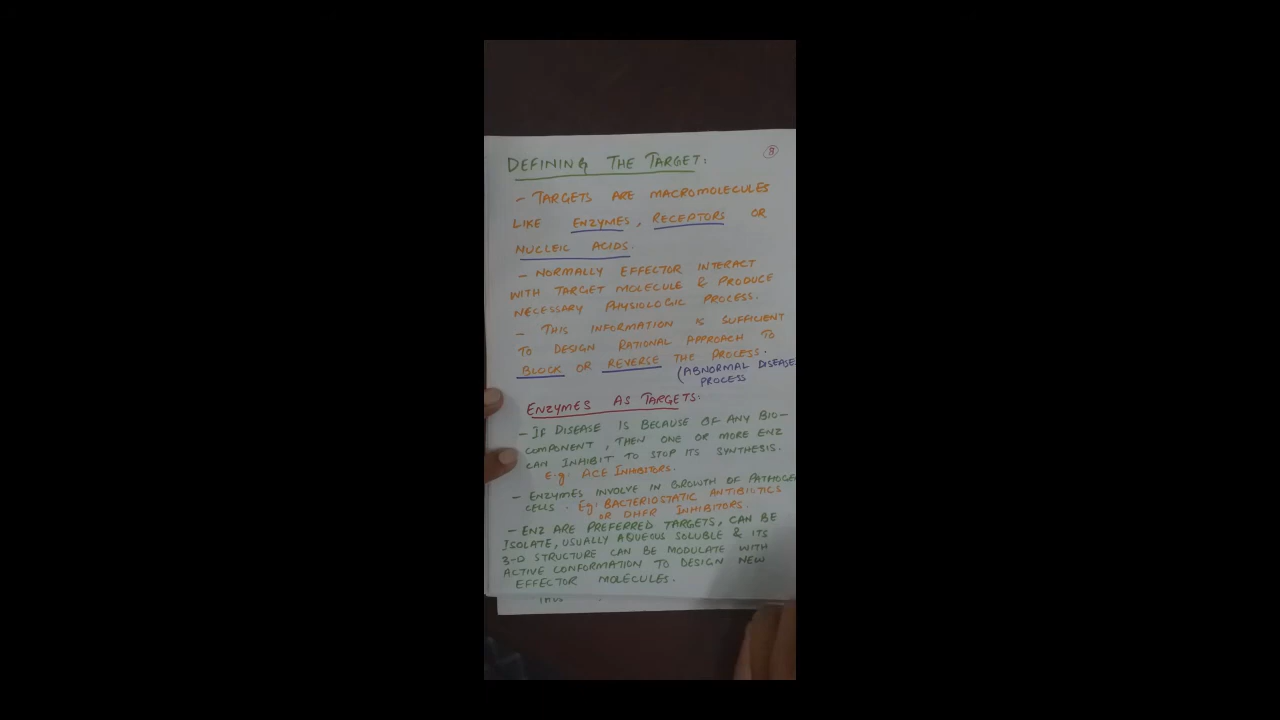 DEFINING THE TARGET:
8
- TARGETS ARE MACROMOLECULES
LIKE ENZYMES, RECEPTORS OR
NUCLEIC ACIDS.
- NORMALLY EFFECTOR INTERACT
WITH TARGET MOLECULE & PRODUCE
NECESSARY PHYSIOLOGIC PROCESS.
- THIS INFORMATION IS SUFFICIENT
TO DESIGN RATIONAL APPROACH TO
BLOCK OR REVERSE THE PROCESS.
(ABNORMAL DISEASE
PROCESS
ENZYMES AS TARGETS:
- IF DISEASE IS BECAUSE OF ANY BIO-
COMPONENT, THEN ONE OR MORE ENZ
CAN INHIBIT TO STOP ITS SYNTHESIS.
E.g: ACE INHIBITORS.
- ENZYMES INVOLVE IN GROWTH OF PATHOGE
CELLS. Eg: BACTERIOSTATIC ANTIBIOTICS
OR DHFR INHIBITORS.
- ENZ ARE PREFERRED TARGETS, CAN BE
ISOLATE, USUALLY AQUEOUS SOLUBLE & ITS
3-D STRUCTURE CAN BE MODULATE WITH
ACTIVE CONFORMATION TO DESIGN NEW
EFFECTOR MOLECULES.